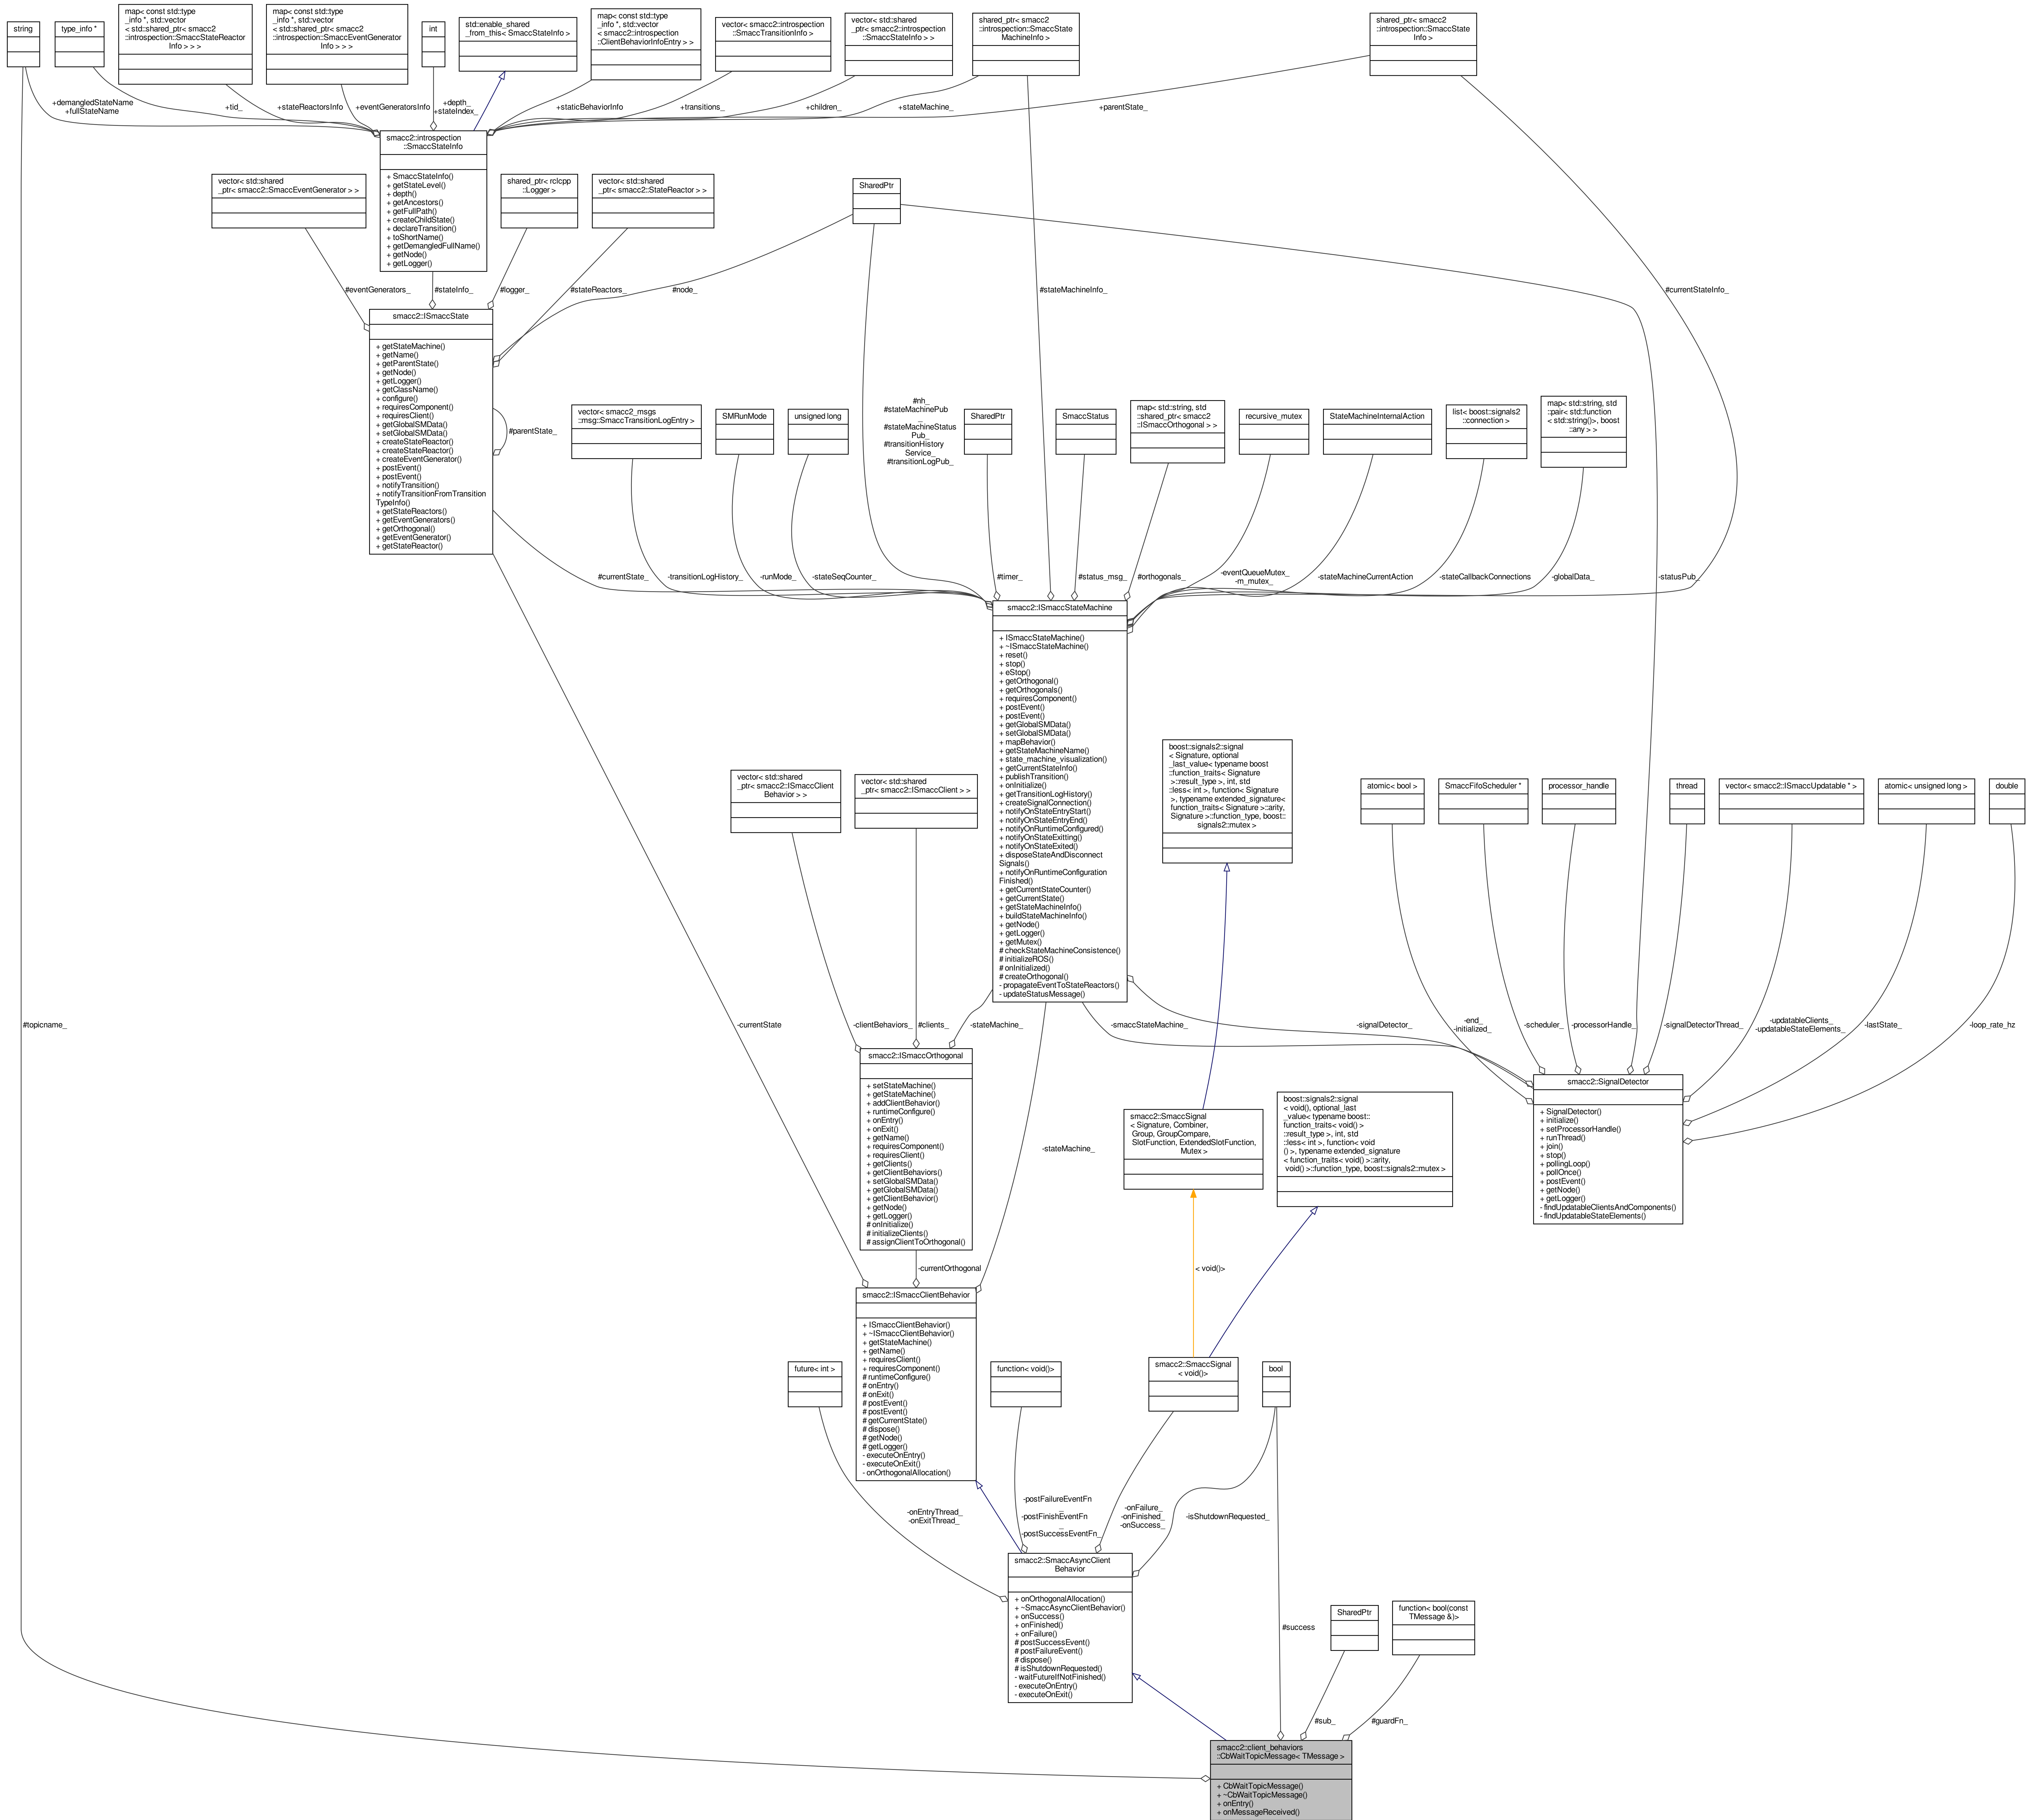 string
type_info *
map< const std::type
_info *, std::vector
< std::shared_ptr< smacc2
::introspection::SmaccStateReactor
Info > > >
map< const std::type
_info *, std::vector
< std::shared_ptr< smacc2
::introspection::SmaccEventGenerator
Info > > >
int
std::enable_shared
_from_this< SmaccStateInfo >
map< const std::type
_info *, std::vector
< smacc2::introspection
::ClientBehaviorInfoEntry > >
vector< smacc2::introspection
::SmaccTransitionInfo >
vector< std::shared
_ptr< smacc2::introspection
::SmaccStateInfo > >
shared_ptr< smacc2
::introspection::SmaccState
MachineInfo >
shared_ptr< smacc2
::introspection::SmaccState
Info >
+demangledStateName
+fullStateName
+tid_
+stateReactorsInfo
+eventGeneratorsInfo
+depth_
+stateIndex_
+staticBehaviorInfo
+transitions_
+children_
+stateMachine_
+parentState_
smacc2::introspection
::SmaccStateInfo
+ SmaccStateInfo()
+ getStateLevel()
+ depth()
+ getAncestors()
+ getFullPath()
+ createChildState()
+ declareTransition()
+ toShortName()
+ getDemangledFullName()
+ getNode()
+ getLogger()
vector< std::shared
_ptr< smacc2::SmaccEventGenerator > >
shared_ptr< rclcpp
::Logger >
vector< std::shared
_ptr< smacc2::StateReactor > >
SharedPtr
#eventGenerators_
#stateInfo_
#logger_
#stateReactors_
#node_
#stateMachineInfo_
#currentStateInfo_
smacc2::ISmaccState
+ getStateMachine()
+ getName()
+ getParentState()
+ getNode()
+ getLogger()
+ getClassName()
+ configure()
+ requiresComponent()
+ requiresClient()
+ getGlobalSMData()
+ setGlobalSMData()
+ createStateReactor()
+ createStateReactor()
+ createEventGenerator()
+ postEvent()
+ postEvent()
+ notifyTransition()
+ notifyTransitionFromTransition
TypeInfo()
+ getStateReactors()
+ getEventGenerators()
+ getOrthogonal()
+ getEventGenerator()
+ getStateReactor()
#parentState_
vector< smacc2_msgs
::msg::SmaccTransitionLogEntry >
SMRunMode
unsigned long
#nh_
#stateMachinePub
_
#stateMachineStatus
Pub_
#transitionHistory
Service_
#transitionLogPub_
SharedPtr
SmaccStatus
map< std::string, std
::shared_ptr< smacc2
::ISmaccOrthogonal > >
recursive_mutex
StateMachineInternalAction
list< boost::signals2
::connection >
map< std::string, std
::pair< std::function
< std::string()>, boost
::any > >
#currentState_
-transitionLogHistory_
-runMode_
-stateSeqCounter_
#timer_
#status_msg_
#orthogonals_
-eventQueueMutex_
-m_mutex_
-stateMachineCurrentAction
-stateCallbackConnections
-globalData_
-statusPub_
smacc2::ISmaccStateMachine
+ ISmaccStateMachine()
+ ~ISmaccStateMachine()
+ reset()
+ stop()
+ eStop()
+ getOrthogonal()
+ getOrthogonals()
+ requiresComponent()
+ postEvent()
+ postEvent()
+ getGlobalSMData()
+ setGlobalSMData()
+ mapBehavior()
+ getStateMachineName()
+ state_machine_visualization()
+ getCurrentStateInfo()
+ publishTransition()
+ onInitialize()
+ getTransitionLogHistory()
+ createSignalConnection()
+ notifyOnStateEntryStart()
+ notifyOnStateEntryEnd()
+ notifyOnRuntimeConfigured()
+ notifyOnStateExitting()
+ notifyOnStateExited()
+ disposeStateAndDisconnect
Signals()
+ notifyOnRuntimeConfiguration
Finished()
+ getCurrentStateCounter()
+ getCurrentState()
+ getStateMachineInfo()
+ buildStateMachineInfo()
+ getNode()
+ getLogger()
+ getMutex()
# checkStateMachineConsistence()
# initializeROS()
# onInitialized()
# createOrthogonal()
- propagateEventToStateReactors()
- updateStatusMessage()
vector< std::shared
_ptr< smacc2::ISmaccClient
Behavior > >
vector< std::shared
_ptr< smacc2::ISmaccClient > >
boost::signals2::signal
< Signature, optional
_last_value< typename boost
::function_traits< Signature
>::result_type >, int, std
::less< int >, function< Signature
>, typename extended_signature<
function_traits< Signature >::arity,
Signature >::function_type, boost::
signals2::mutex >
atomic< bool >
SmaccFifoScheduler *
processor_handle
thread
vector< smacc2::ISmaccUpdatable * >
atomic< unsigned long >
double
#topicname_
-currentState
-clientBehaviors_
#clients_
-stateMachine_
-smaccStateMachine_
-signalDetector_
-end_
-initialized_
-scheduler_
-processorHandle_
-signalDetectorThread_
-updatableClients_
-updatableStateElements_
-lastState_
-loop_rate_hz
smacc2::ISmaccOrthogonal
+ setStateMachine()
+ getStateMachine()
+ addClientBehavior()
+ runtimeConfigure()
+ onEntry()
+ onExit()
+ getName()
+ requiresComponent()
+ requiresClient()
+ getClients()
+ getClientBehaviors()
+ setGlobalSMData()
+ getGlobalSMData()
+ getClientBehavior()
+ getNode()
+ getLogger()
# onInitialize()
# initializeClients()
# assignClientToOrthogonal()
-stateMachine_
smacc2::SmaccSignal
< Signature, Combiner,
Group, GroupCompare,
SlotFunction, ExtendedSlotFunction,
Mutex >
boost::signals2::signal
< void(), optional_last
_value< typename boost::
function_traits< void()>
::result_type >, int, std
::less< int >, function< void
() >, typename extended_signature
< function_traits< void() >::arity,
void() >::function_type, boost::signals2::mutex >
smacc2::SignalDetector
+ SignalDetector()
+ initialize()
+ setProcessorHandle()
+ runThread()
+ join()
+ stop()
+ pollingLoop()
+ pollOnce()
+ postEvent()
+ getNode()
+ getLogger()
- findUpdatableClientsAndComponents()
- findUpdatableStateElements()
-currentOrthogonal
< void()>
smacc2::ISmaccClientBehavior
+ ISmaccClientBehavior()
+ ~ISmaccClientBehavior()
+ getStateMachine()
+ getName()
+ requiresClient()
+ requiresComponent()
# runtimeConfigure()
# onEntry()
# onExit()
# postEvent()
# postEvent()
# getCurrentState()
# dispose()
# getNode()
# getLogger()
- executeOnEntry()
- executeOnExit()
- onOrthogonalAllocation()
future< int >
function< void()>
smacc2::SmaccSignal
< void()>
bool
-onEntryThread_
-onExitThread_
-postFailureEventFn
_
-postFinishEventFn
_
-postSuccessEventFn_
-onFailure_
-onFinished_
-onSuccess_
-isShutdownRequested_
smacc2::SmaccAsyncClient
Behavior
+ onOrthogonalAllocation()
+ ~SmaccAsyncClientBehavior()
+ onSuccess()
+ onFinished()
+ onFailure()
# postSuccessEvent()
# postFailureEvent()
# dispose()
# isShutdownRequested()
- waitFutureIfNotFinished()
- executeOnEntry()
- executeOnExit()
SharedPtr
function< bool(const
TMessage &)>
#success
#sub_
#guardFn_
smacc2::client_behaviors
::CbWaitTopicMessage< TMessage >
+ CbWaitTopicMessage()
+ ~CbWaitTopicMessage()
+ onEntry()
+ onMessageReceived()